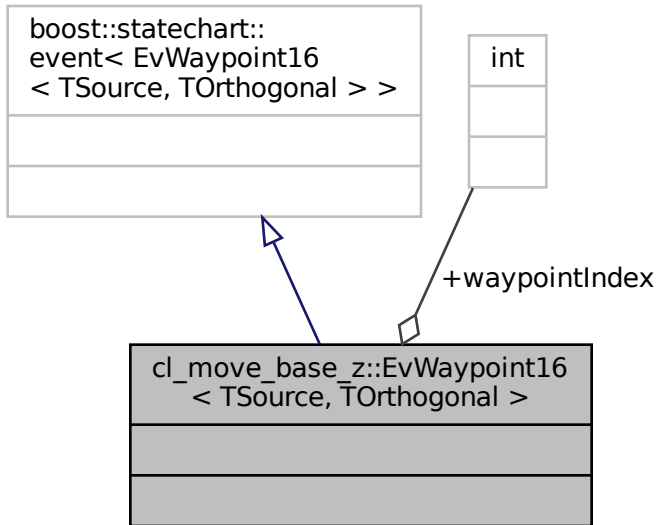 boost::statechart::
event< EvWaypoint16
< TSource, TOrthogonal > >
int
+waypointIndex
cl_move_base_z::EvWaypoint16
< TSource, TOrthogonal >